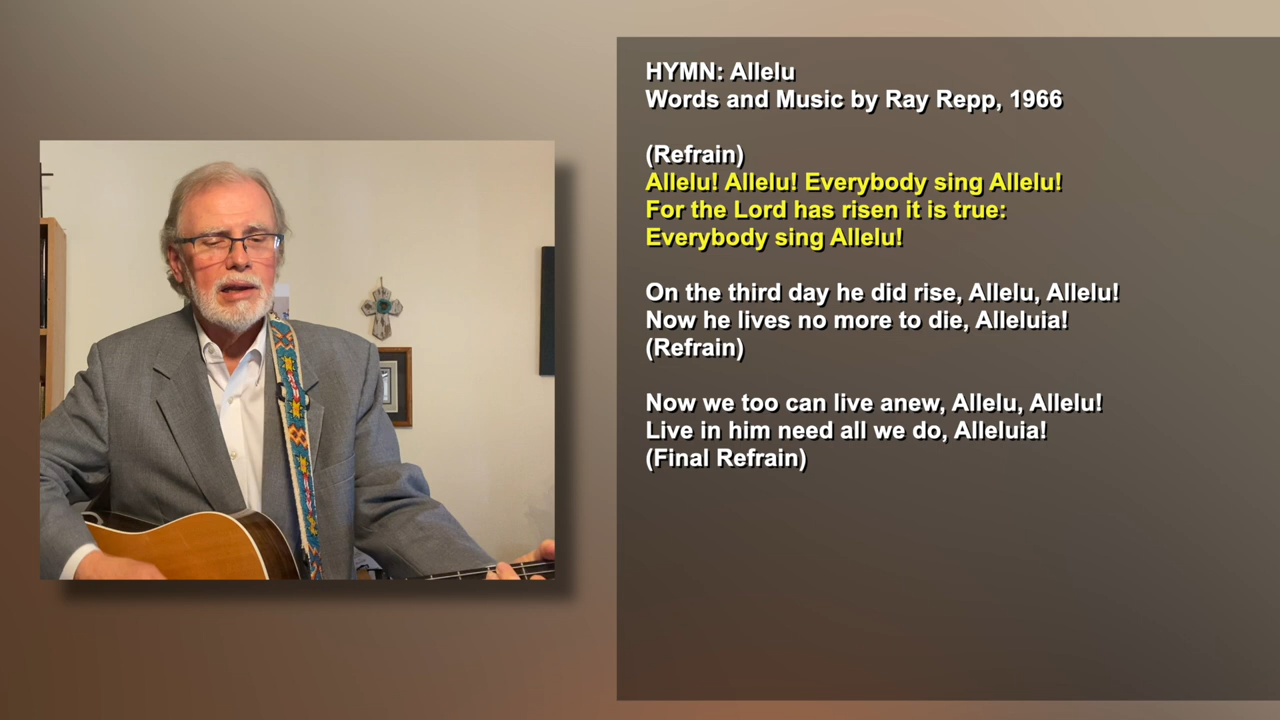 HYMN: Allelu
Words and Music by Ray Repp, 1966
(Refrain)
Allelu! Allelu! Everybody sing Allelu!
For the Lord has risen it is true:
Everybody sing Allelu!
On the third day he did rise, Allelu, Allelu!
Now he lives no more to die, Alleluia!
(Refrain)
Now we too can live anew, Allelu, Allelu!
Live in him need all we do, Alleluia!
(Final Refrain)